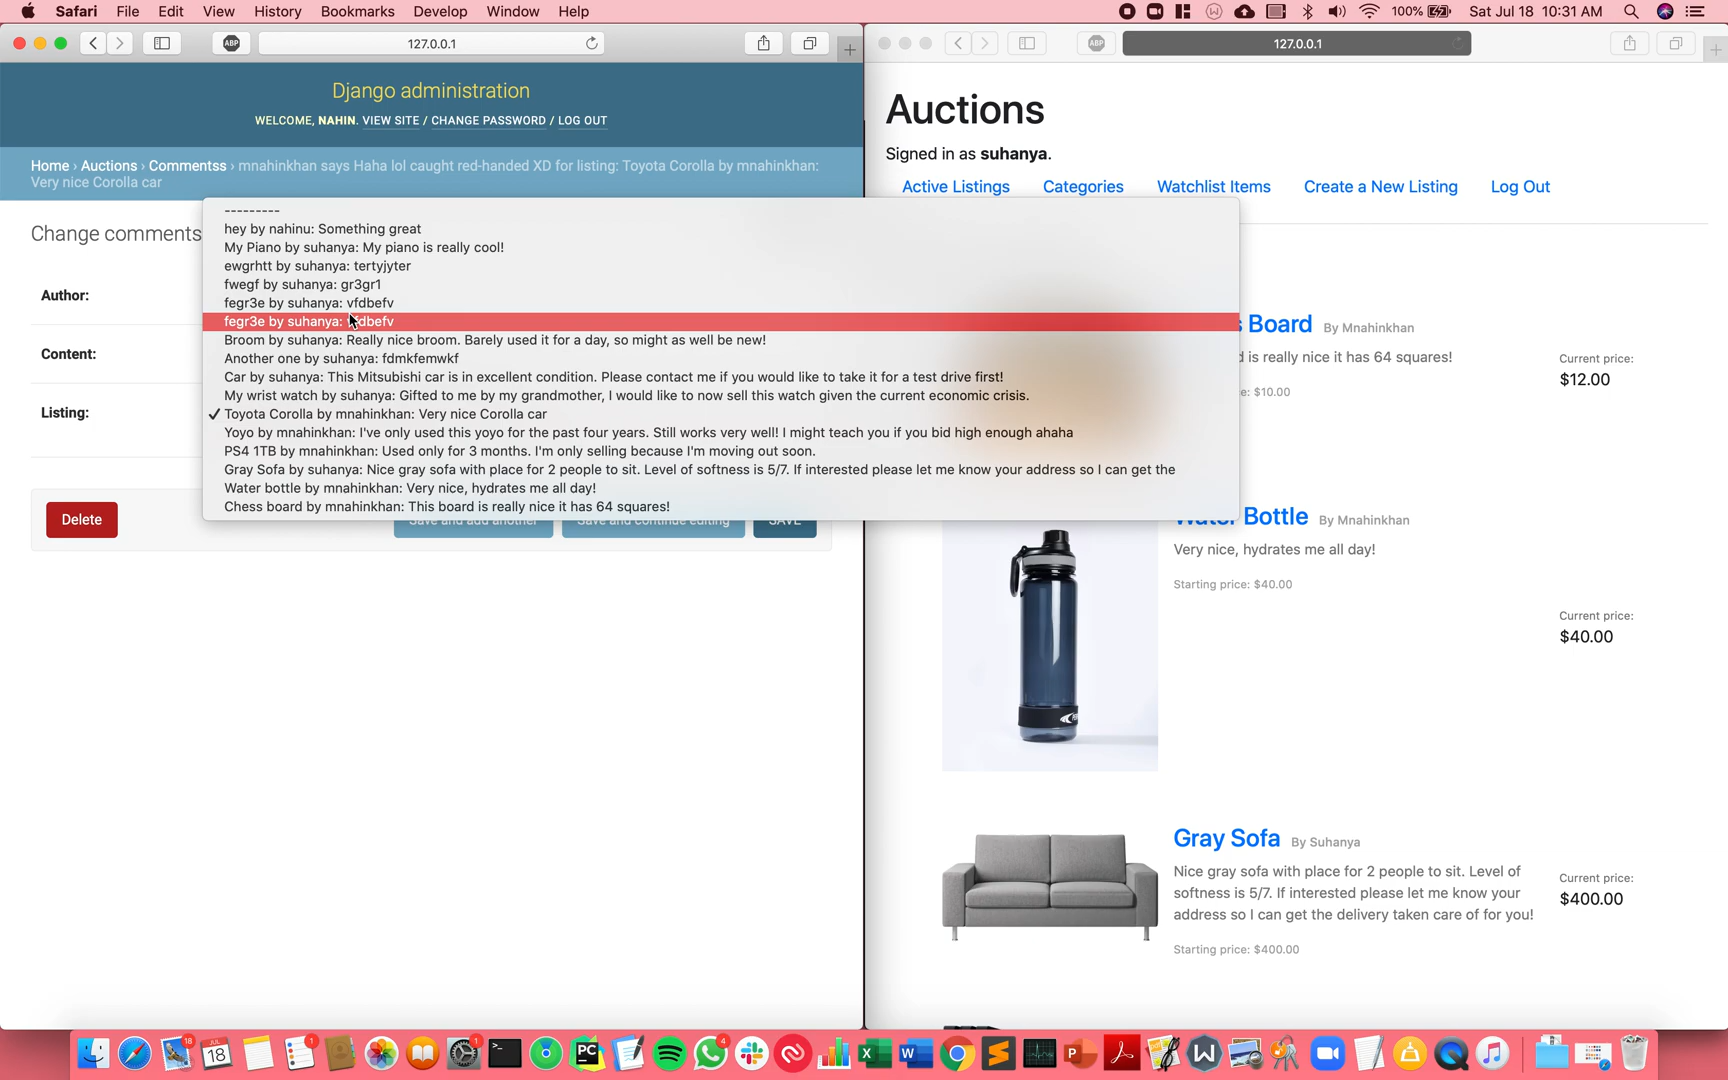 Safari File Edit View History Bookmarks Develop Window Help
100% Sat Jul 18 10:31 AM
ABP 127.0.0.1
ABP 127.0.0.1
Django administration
WELCOME, NAHIN. VIEW SITE / CHANGE PASSWORD / LOG OUT
Home › Auctions › Commentss › mnahinkhan says Haha lol caught red-handed XD for listing: Toyota Corolla by mnahinkhan:
Very nice Corolla car
Change comments
Author:
Content:
Listing:
---------
hey by nahinu: Something great
My Piano by suhanya: My piano is really cool!
ewgrhtt by suhanya: tertyjyter
fwegf by suhanya: gr3gr1
fegr3e by suhanya: vfdbefv
fegr3e by suhanya: vfdbefv
Broom by suhanya: Really nice broom. Barely used it for a day, so might as well be new!
Another one by suhanya: fdmkfemwkf
Car by suhanya: This Mitsubishi car is in excellent condition. Please contact me if you would like to take it for a test drive first!
My wrist watch by suhanya: Gifted to me by my grandmother, I would like to now sell this watch given the current economic crisis.
✓ Toyota Corolla by mnahinkhan: Very nice Corolla car
Yoyo by mnahinkhan: I've only used this yoyo for the past four years. Still works very well! I might teach you if you bid high enough ahaha
PS4 1TB by mnahinkhan: Used only for 3 months. I'm only selling because I'm moving out soon.
Gray Sofa by suhanya: Nice gray sofa with place for 2 people to sit. Level of softness is 5/7. If interested please let me know your address so I can get the
Water bottle by mnahinkhan: Very nice, hydrates me all day!
Chess board by mnahinkhan: This board is really nice it has 64 squares!
Delete Save and add another Save and continue editing SAVE
Auctions
Signed in as suhanya.
Active Listings Categories Watchlist Items Create a New Listing Log Out
s Board By Mnahinkhan
d is really nice it has 64 squares!
e: $10.00
Current price:
$12.00
Water Bottle By Mnahinkhan
Very nice, hydrates me all day!
Starting price: $40.00
Current price:
$40.00
Gray Sofa By Suhanya
Nice gray sofa with place for 2 people to sit. Level of
softness is 5/7. If interested please let me know your
address so I can get the delivery taken care of for you!
Starting price: $400.00
Current price:
$400.00